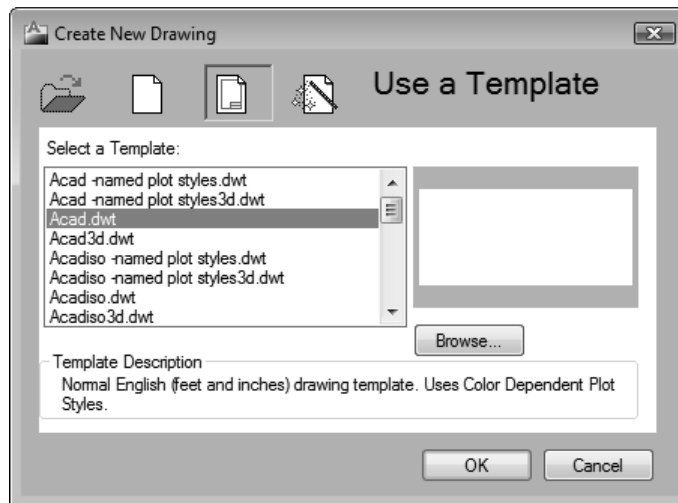 Create New Drawing
Use a Template
Select a Template:
Acad -named plot styles.dwt
Acad -named plot styles3d.dwt
Acad.dwt
Acad3d.dwt
Acadiso -named plot styles.dwt
Acadiso -named plot styles3d.dwt
Acadiso.dwt
Acadiso3d.dwt
Browse...
Template Description
Normal English (feet and inches) drawing template. Uses Color Dependent Plot
Styles.
OK
Cancel